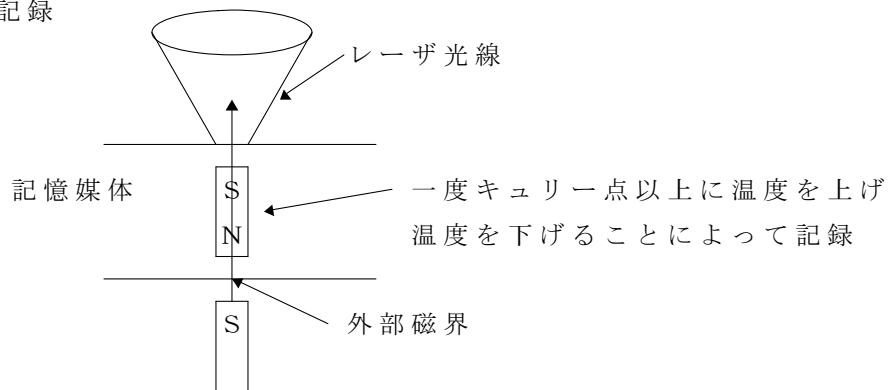 記録
レーザ光線
記憶媒体
S
N
一度キュリー点以上に温度を上げ
温度を下げることによって記録
S
外部磁界